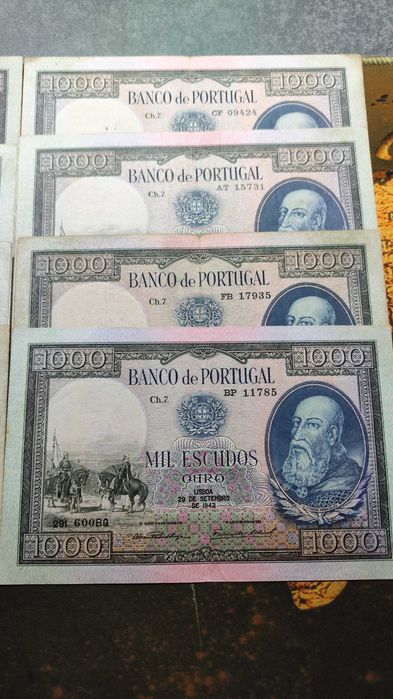 1000 1000
BANCO de PORTUGAL
Ch.7. CF 09424
1000 1000
BANCO de PORTUGAL
Ch.7. AT 15731
1000 1000
BANCO de PORTUGAL
Ch.7. FB 17935
1000 1000
BANCO de PORTUGAL
Ch.7. BP 11785
MIL ESCUDOS
OURO
LISBOA
29 DE SETEMBRO
DE 1942
1000 1000